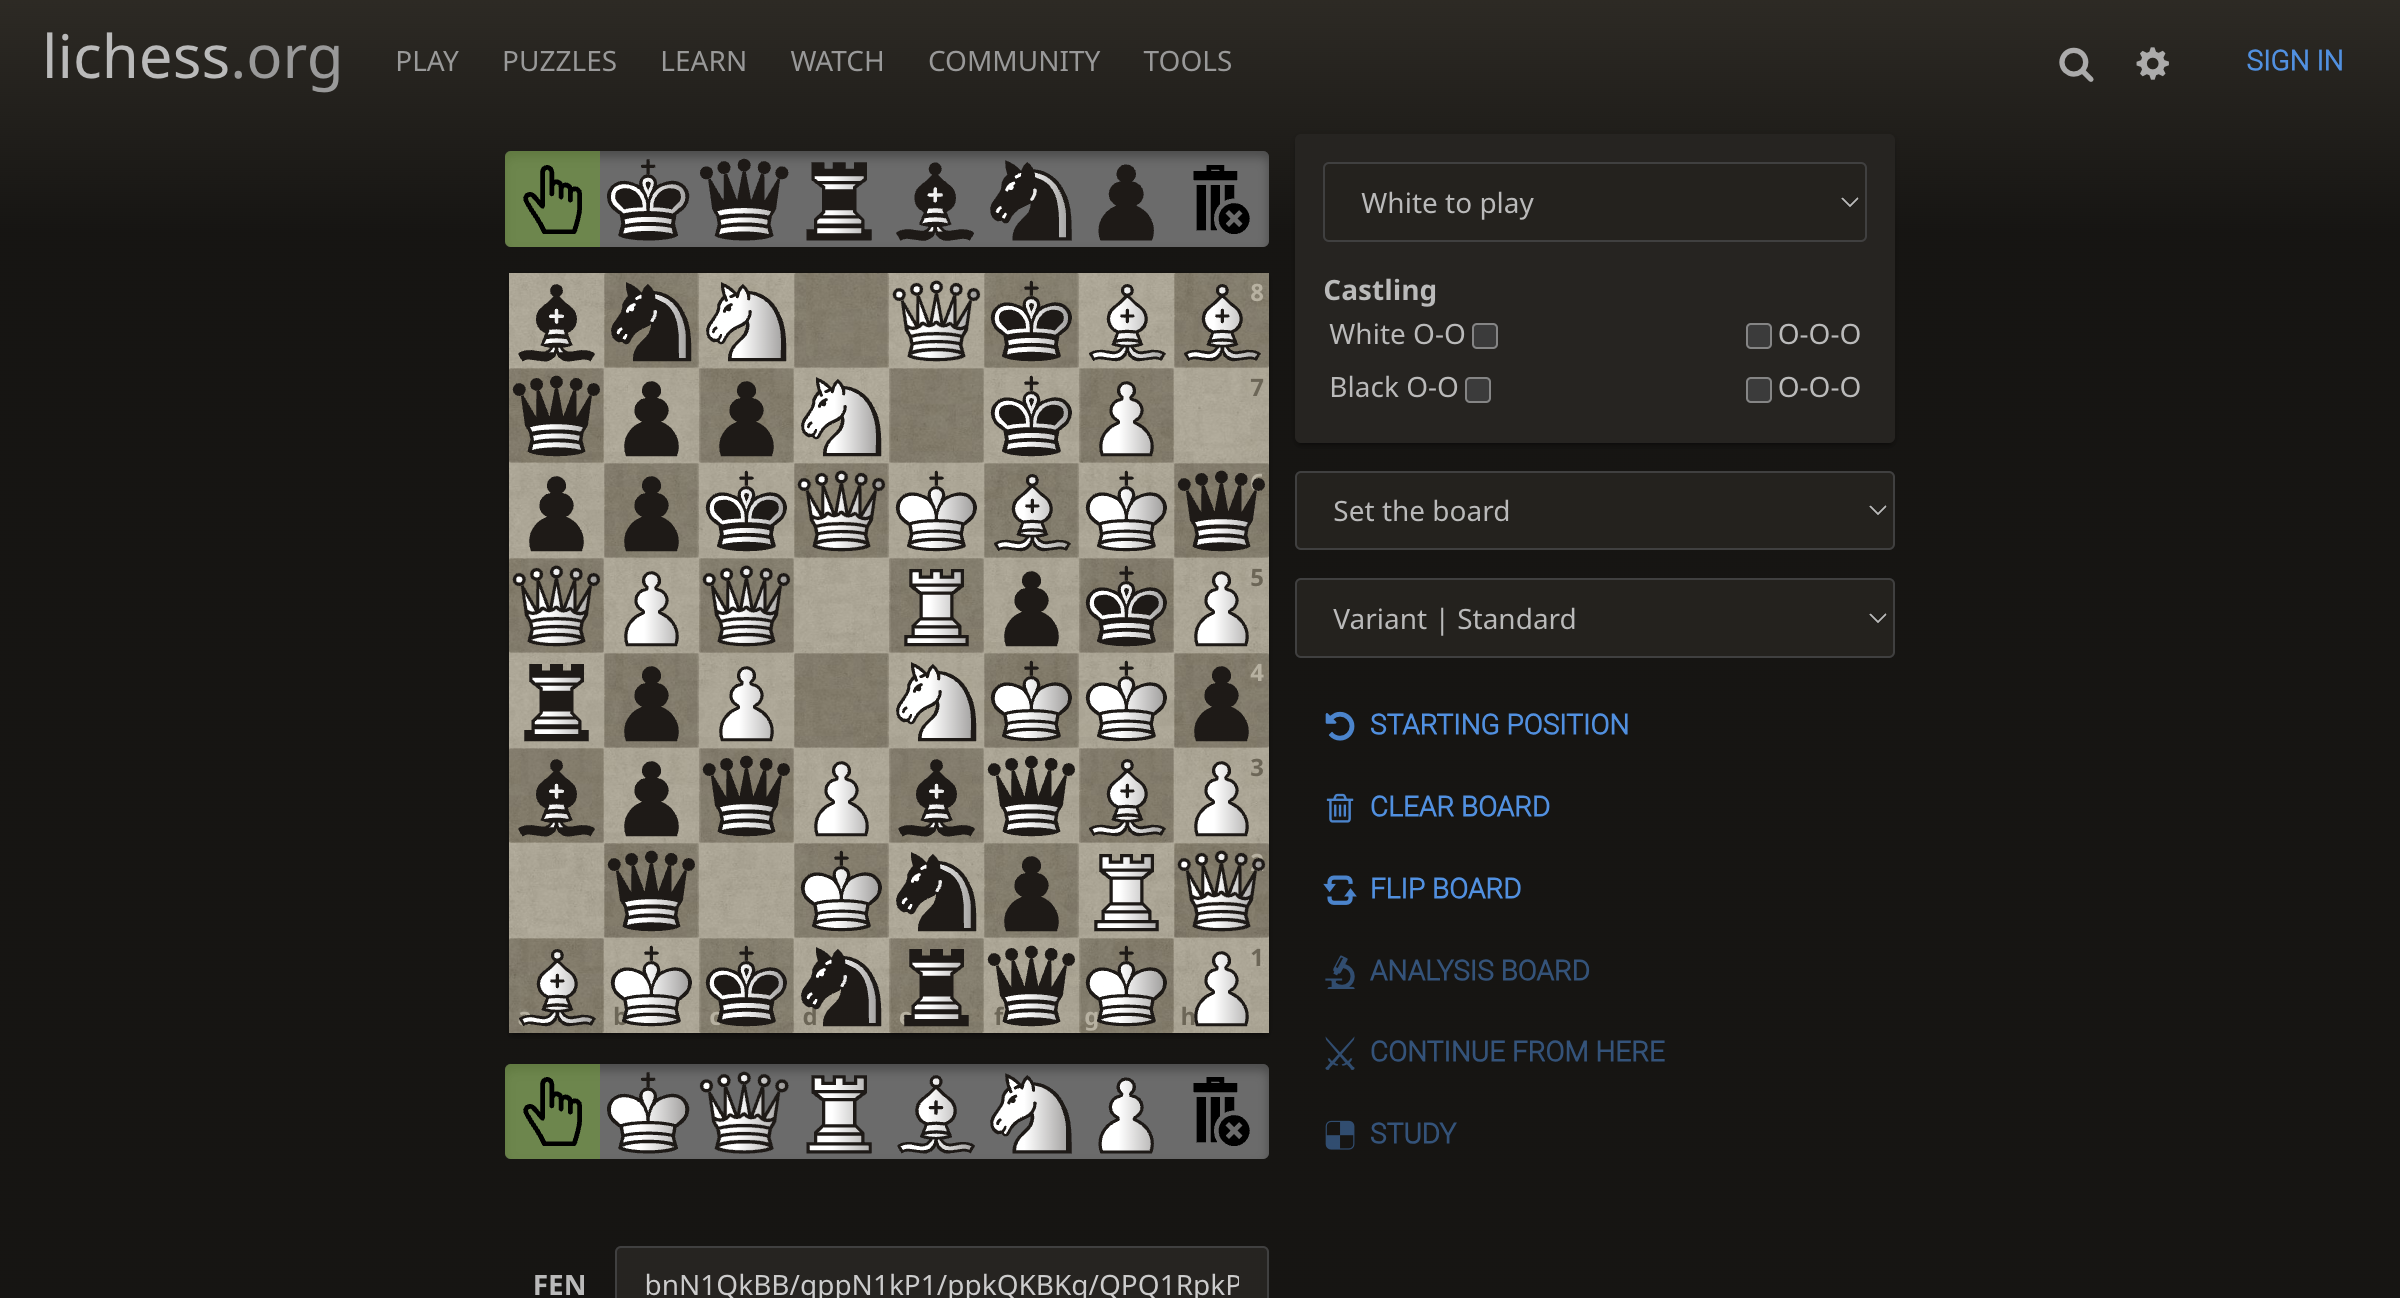 lichess.org PLAY PUZZLES LEARN WATCH COMMUNITY TOOLS SIGN IN
White to play
Castling
White O-O O-O-O
Black O-O O-O-O
Set the board
Variant | Standard
STARTING POSITION
CLEAR BOARD
FLIP BOARD
ANALYSIS BOARD
CONTINUE FROM HERE
STUDY
8
7
5
4
3
1
b d f g h
FEN bnN1QkBB/qppN1kP1/ppkQKBKq/QPQ1RpkP